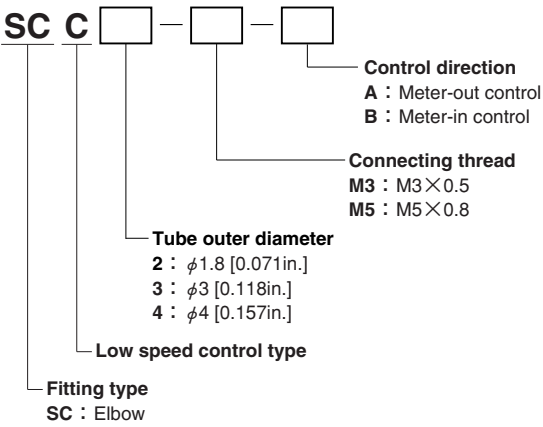 SC C □ - □ - □
Control direction
A : Meter-out control
B : Meter-in control
Connecting thread
M3 : M3×0.5
M5 : M5×0.8
Tube outer diameter
2 : φ1.8 [0.071in.]
3 : φ3 [0.118in.]
4 : φ4 [0.157in.]
Low speed control type
Fitting type
SC : Elbow